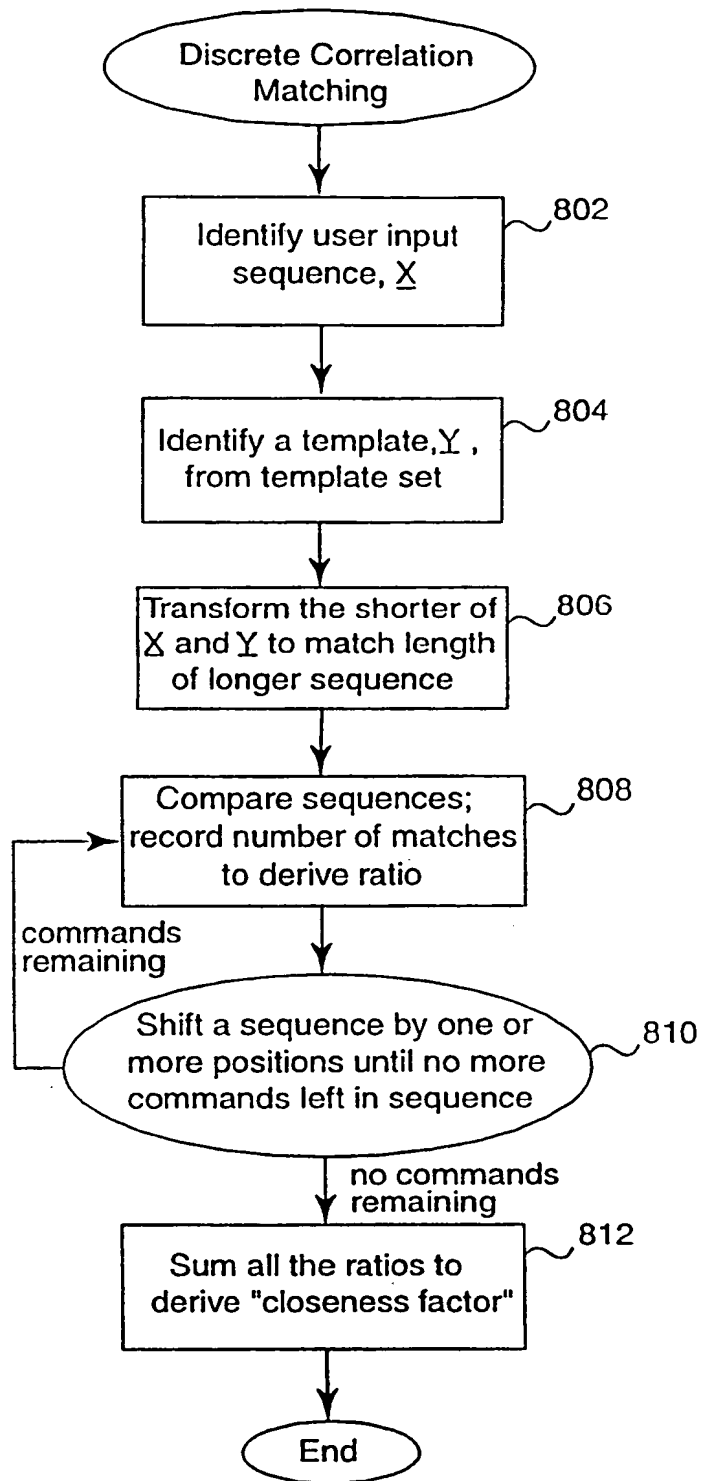 Discrete Correlation
Matching
802
Identify user input
sequence, X
804
Identify a template, Y ,
from template set
806
Transform the shorter of
X and Y to match length
of longer sequence
808
Compare sequences;
record number of matches
to derive ratio
commands
remaining
810
Shift a sequence by one or
more positions until no more
commands left in sequence
no commands
remaining
812
Sum all the ratios to
derive "closeness factor"
End